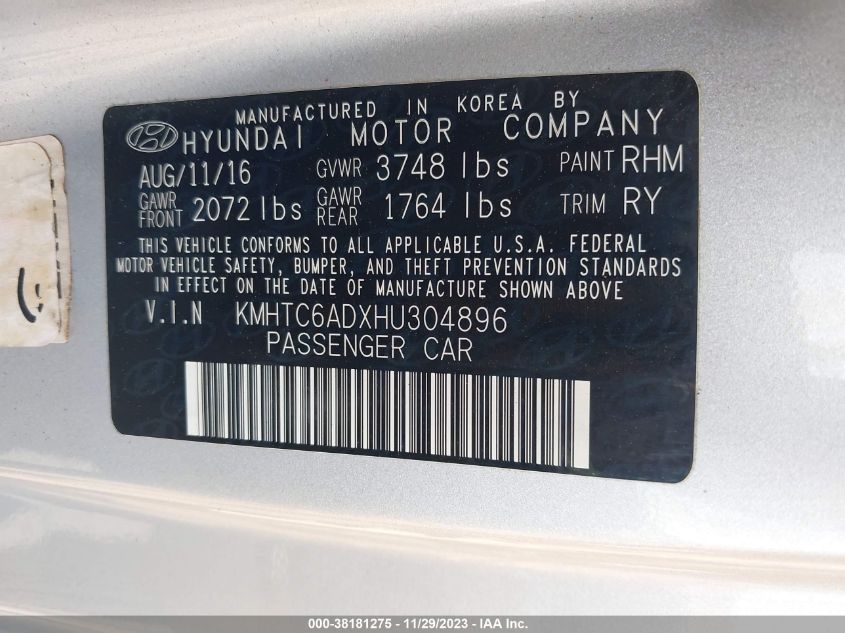 MANUFACTURED IN KOREA BY
HYUNDAI MOTOR COMPANY
AUG/11/16 GVWR 3748 lbs PAINT RHM
GAWR FRONT 2072 lbs GAWR REAR 1764 lbs TRIM RY
THIS VEHICLE CONFORMS TO ALL APPLICABLE U.S.A. FEDERAL
MOTOR VEHICLE SAFETY, BUMPER, AND THEFT PREVENTION STANDARDS
IN EFFECT ON THE DATE OF MANUFACTURE SHOWN ABOVE
V.I.N KMHTC6ADXHU304896
PASSENGER CAR
000-38181275 - 11/29/2023 - IAA Inc.